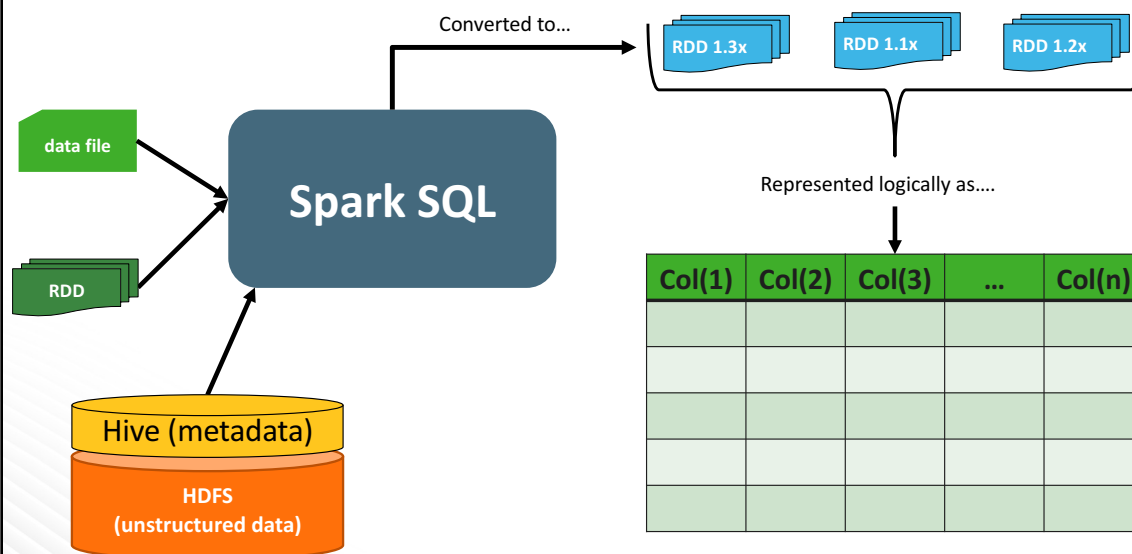 Converted to…
RDD 1.3x
RDD 1.1x
RDD 1.2x
data file
Spark SQL
RDD
Represented logically as….
Col(1) Col(2) Col(3) … Col(n)
Hive (metadata)
HDFS
(unstructured data)